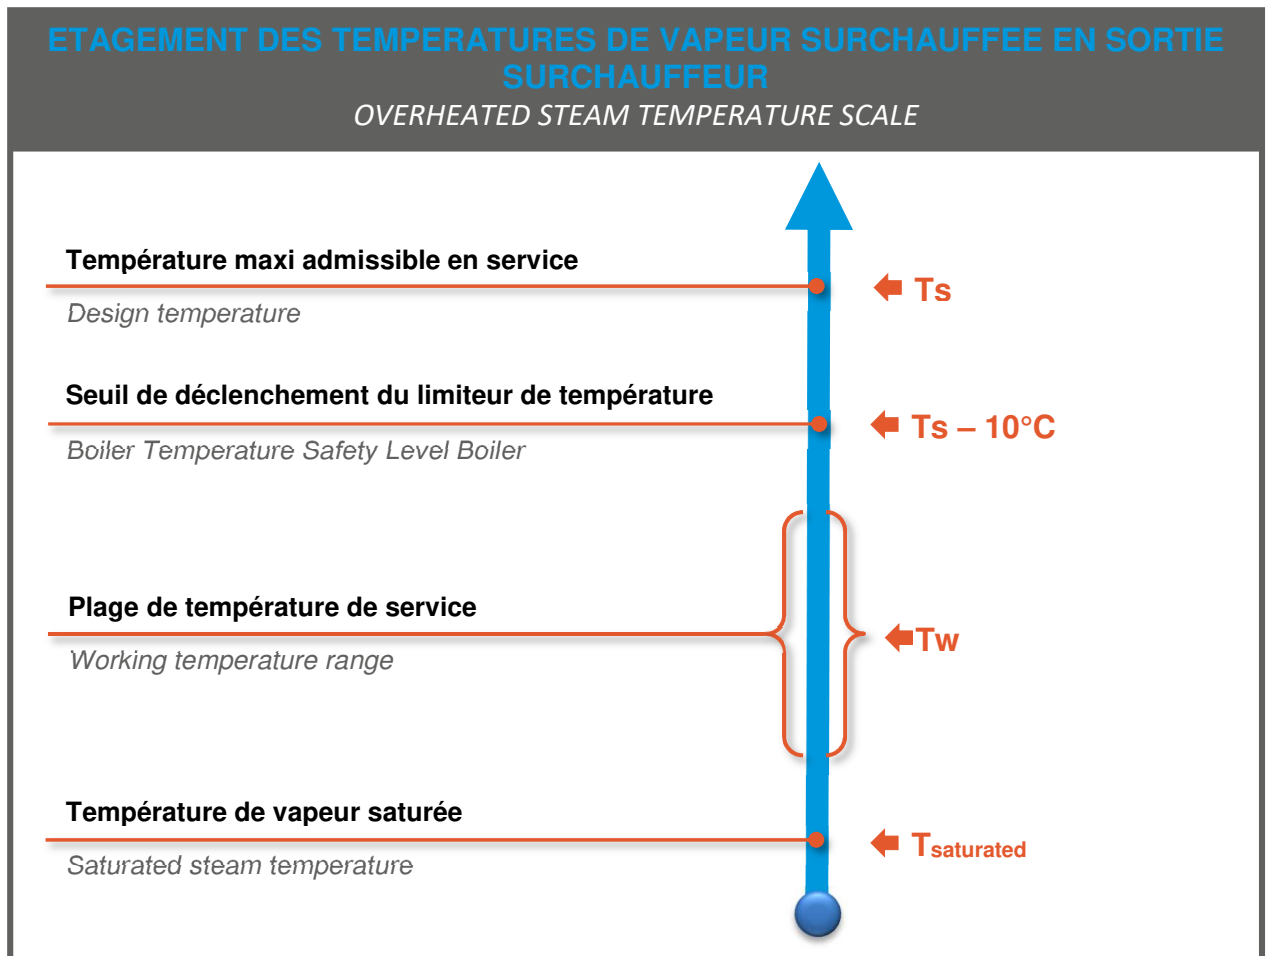 ETAGEMENT DES TEMPERATURES DE VAPEUR SURCHAUFFEE EN SORTIE
SURCHAUFFEUR
OVERHEATED STEAM TEMPERATURE SCALE
Température maxi admissible en service
Ts
Design temperature
Seuil de déclenchement du limiteur de température
Ts – 10°C
Boiler Temperature Safety Level Boiler
Plage de température de service
Tw
Working temperature range
Température de vapeur saturée
Tsaturated
Saturated steam temperature